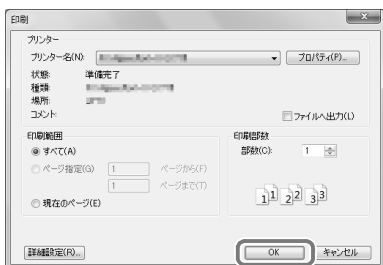 印刷
プリンター
プリンター名(N): プロパティ(P)...
状態: 準備完了
種類:
場所:
コメント: ファイルへ出力(L)
印刷範囲 印刷部数
すべて(A) 部数(C): 1
ページ指定(G) 1 ページから(F)
1 ページまで(T)
現在のページ(E)
1 1 2 2 3 3
詳細設定(R)... OK キャンセル